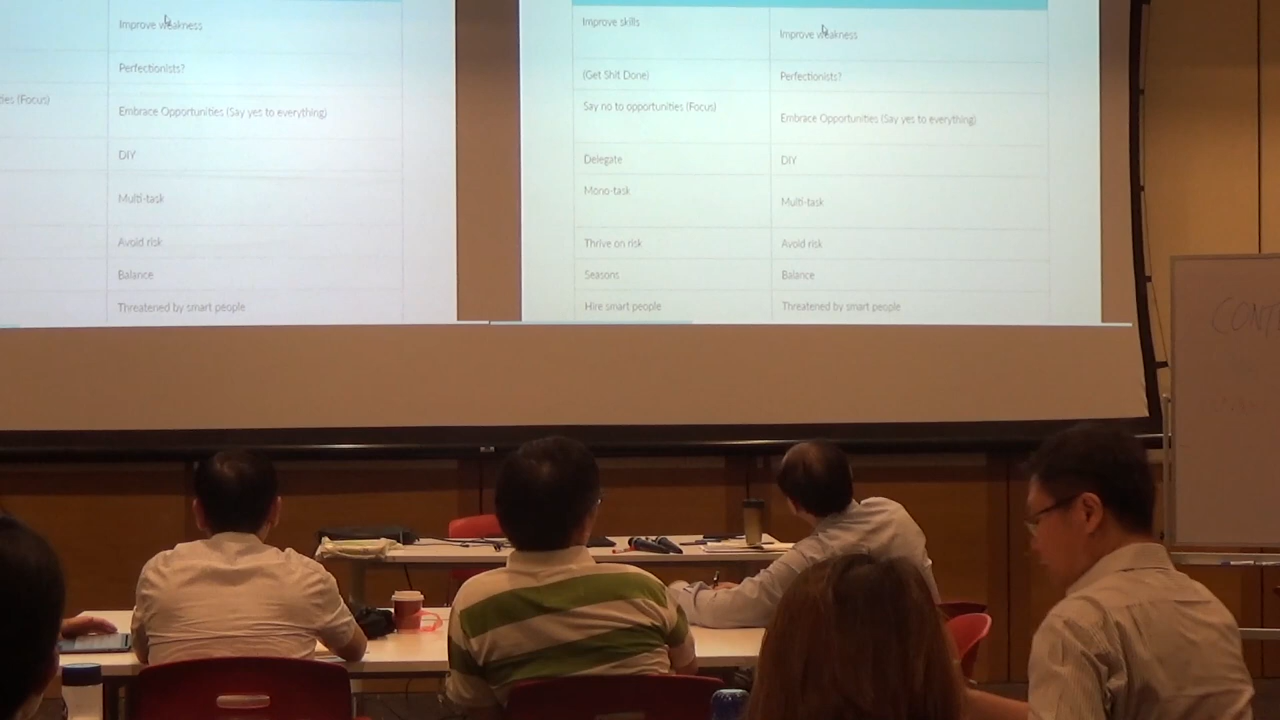 Improve weakness
Perfectionists?
ies (Focus)
Embrace Opportunities (Say yes to everything)
DIY
Multi-task
Avoid risk
Balance
Threatened by smart people
Improve skills
Improve weakness
(Get Shit Done)
Perfectionists?
Say no to opportunities (Focus)
Embrace Opportunities (Say yes to everything)
Delegate
DIY
Mono-task
Multi-task
Thrive on risk
Avoid risk
Seasons
Balance
Hire smart people
Threatened by smart people
CONT